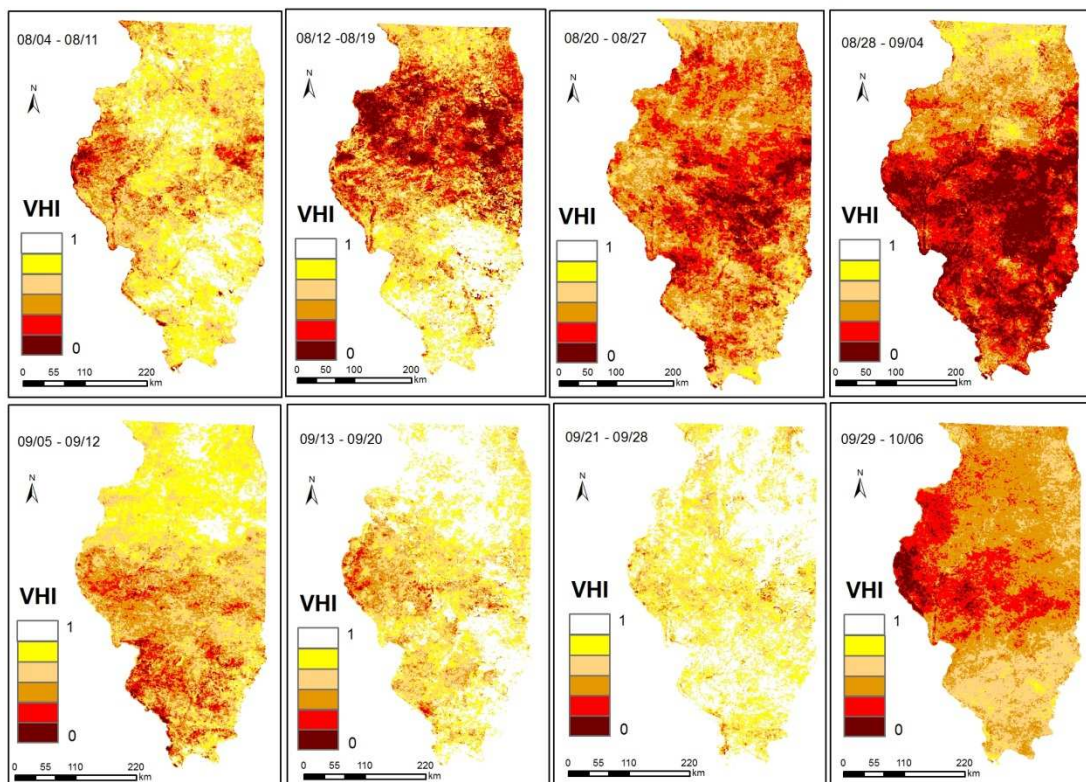 08/04 - 08/11
N
VHI
1
0
0 55 110 220
km
08/12 -08/19
N
VHI
1
0
0 50 100 200
km
08/20 - 08/27
N
VHI
1
0
0 50 100 200
km
08/28 - 09/04
N
VHI
1
0
0 55 110 220
km
09/05 - 09/12
N
VHI
1
0
0 55 110 220
km
09/13 - 09/20
N
VHI
1
0
0 55 110 220
km
09/21 - 09/28
N
VHI
1
0
0 55 110 220
km
09/29 - 10/06
N
VHI
1
0
0 55 110 220
km